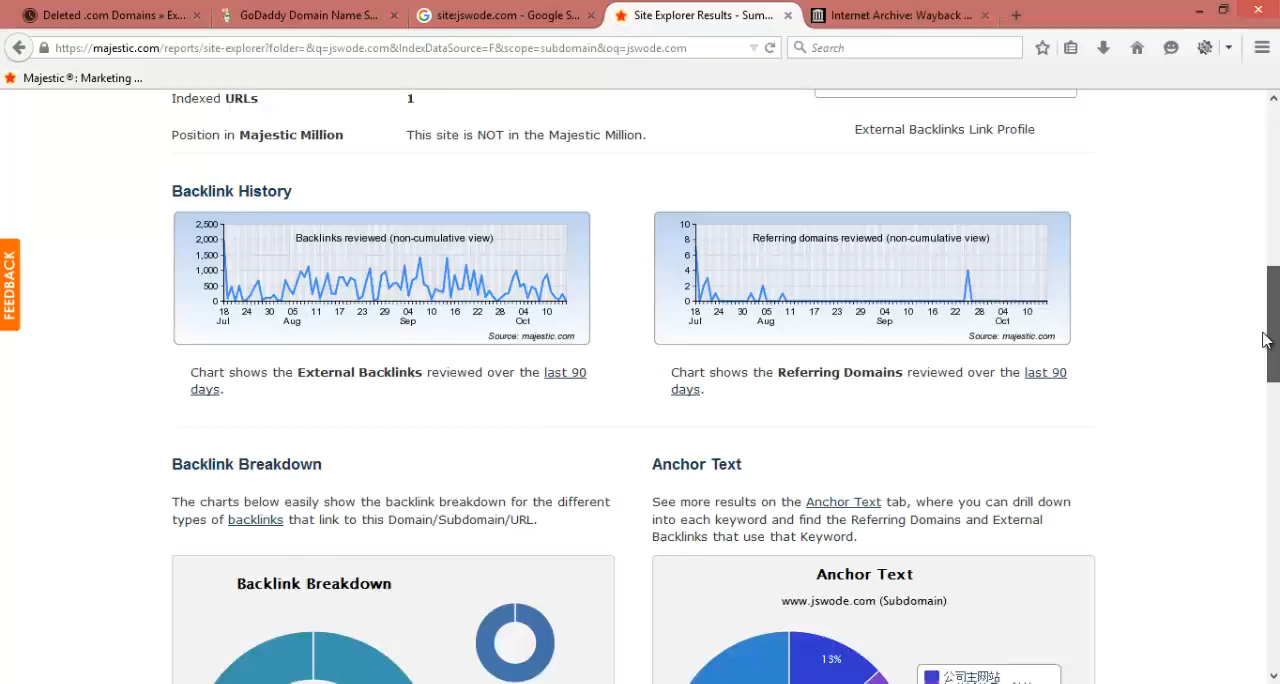 Deleted .com Domains » Ex...
GoDaddy Domain Name S...
site:jswode.com - Google S...
Site Explorer Results - Sum...
Internet Archive: Wayback ...
https://majestic.com/reports/site-explorer?folder=&q=jswode.com&IndexDataSource=F&scope=subdomain&oq=jswode.com
Search
Majestic®: Marketing ...
FEEDBACK
Indexed URLs 1
Position in Majestic Million This site is NOT in the Majestic Million.
External Backlinks Link Profile
Backlink History
Backlinks reviewed (non-cumulative view)
2,500
2,000
1,500
1,000
500
0
18 24 30 05 11 17 23 29 04 10 16 22 28 04 10
Jul Aug Sep Oct
Source: majestic.com
Referring domains reviewed (non-cumulative view)
10
8
6
4
2
0
18 24 30 05 11 17 23 29 04 10 16 22 28 04 10
Jul Aug Sep Oct
Source: majestic.com
Chart shows the External Backlinks reviewed over the last 90
days.
Chart shows the Referring Domains reviewed over the last 90
days.
Backlink Breakdown
The charts below easily show the backlink breakdown for the different
types of backlinks that link to this Domain/Subdomain/URL.
Backlink Breakdown
Anchor Text
See more results on the Anchor Text tab, where you can drill down
into each keyword and find the Referring Domains and External
Backlinks that use that Keyword.
Anchor Text
www.jswode.com (Subdomain)
13%
公司主网站